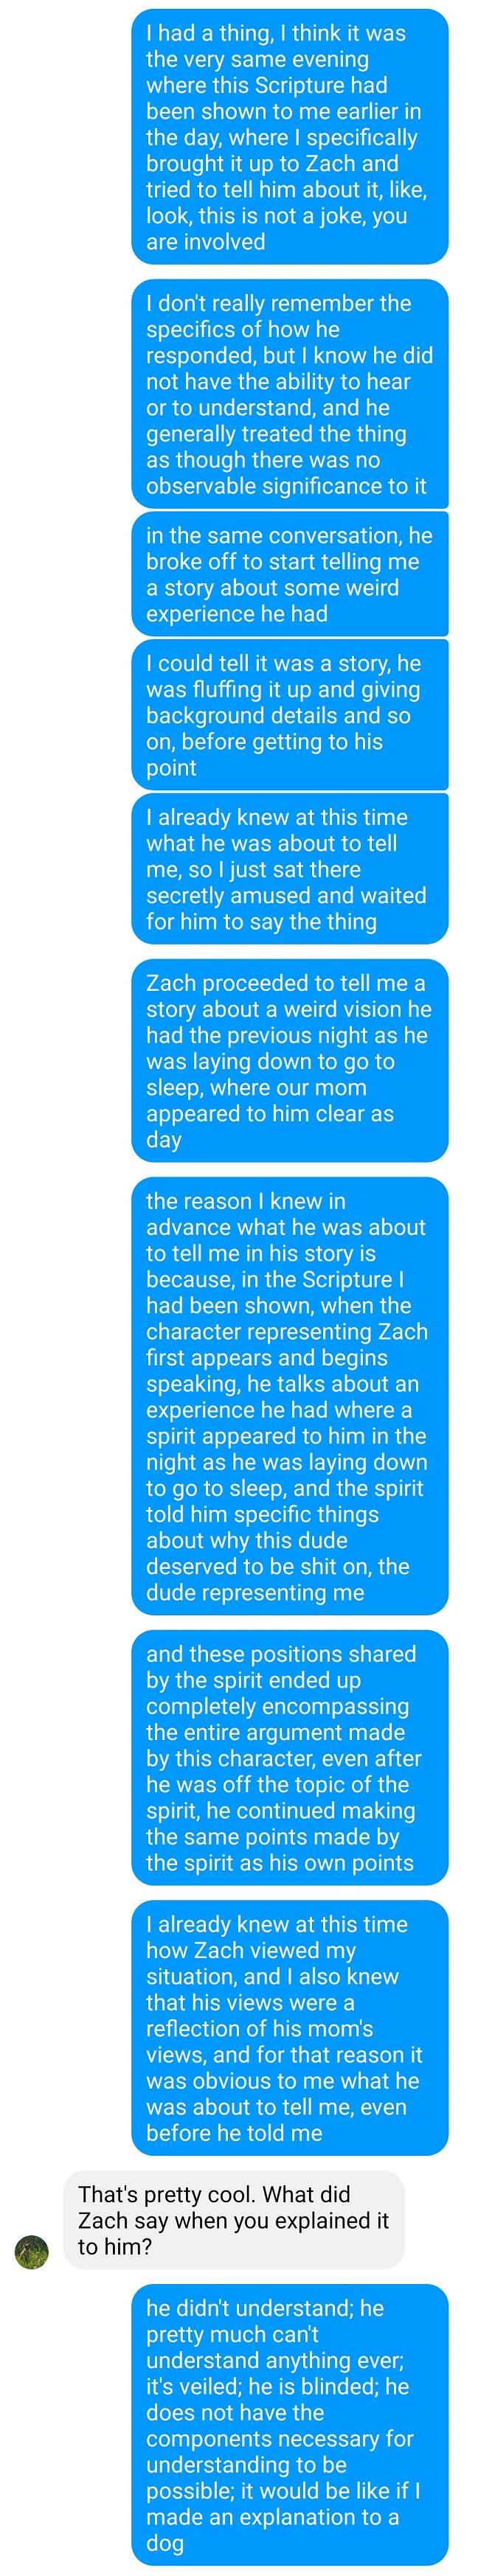 I had a thing, I think it was
the very same evening
where this Scripture had
been shown to me earlier in
the day, where I specifically
brought it up to Zach and
tried to tell him about it, like,
look, this is not a joke, you
are involved
I don't really remember the
specifics of how he
responded, but I know he did
not have the ability to hear
or to understand, and he
generally treated the thing
as though there was no
observable significance to it
in the same conversation, he
broke off to start telling me
a story about some weird
experience he had
I could tell it was a story, he
was fluffing it up and giving
background details and so
on, before getting to his
point
I already knew at this time
what he was about to tell
me, so I just sat there
secretly amused and waited
for him to say the thing
Zach proceeded to tell me a
story about a weird vision he
had the previous night as he
was laying down to go to
sleep, where our mom
appeared to him clear as
day
the reason I knew in
advance what he was about
to tell me in his story is
because, in the Scripture I
had been shown, when the
character representing Zach
first appears and begins
speaking, he talks about an
experience he had where a
spirit appeared to him in the
night as he was laying down
to go to sleep, and the spirit
told him specific things
about why this dude
deserved to be shit on, the
dude representing me
and these positions shared
by the spirit ended up
completely encompassing
the entire argument made
by this character, even after
he was off the topic of the
spirit, he continued making
the same points made by
the spirit as his own points
I already knew at this time
how Zach viewed my
situation, and I also knew
that his views were a
reflection of his mom's
views, and for that reason it
was obvious to me what he
was about to tell me, even
before he told me
That's pretty cool. What did
Zach say when you explained it
to him?
he didn't understand; he
pretty much can't
understand anything ever;
it's veiled; he is blinded; he
does not have the
components necessary for
understanding to be
possible; it would be like if I
made an explanation to a
dog